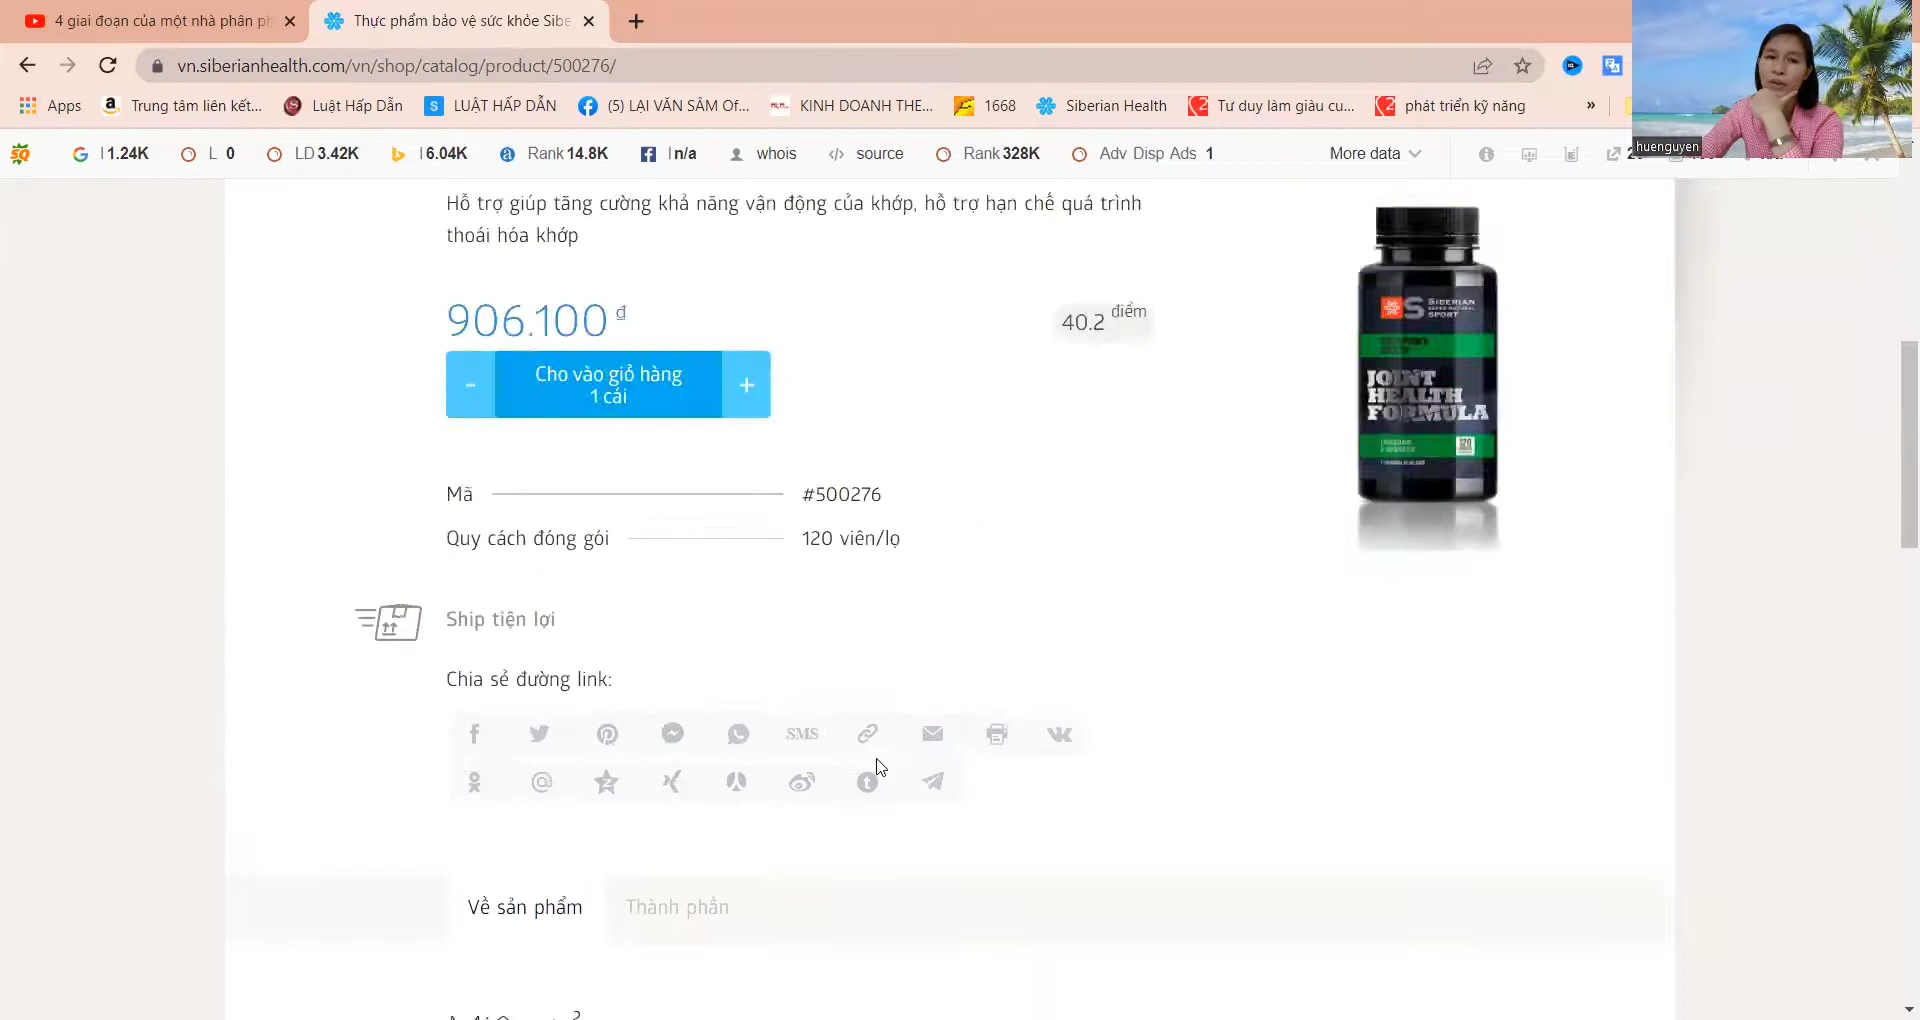 4 giai đoạn của một nhà phân ph
Thực phẩm bảo vệ sức khỏe Sibe
vn.siberianhealth.com/vn/shop/catalog/product/500276/
Apps
Trung tâm liên kết...
Luật Hấp Dẫn
LUẬT HẤP DẪN
(5) LẠI VĂN SÂM Of...
KINH DOANH THE...
1668
Siberian Health
Tư duy làm giàu cu...
phát triển kỹ năng
»
huenguyen
SQ
I 1.24K
L 0
LD 3.42K
I 6.04K
Rank 14.8K
I n/a
whois
source
Rank 328K
Adv Disp Ads 1
More data
Hỗ trợ giúp tăng cường khả năng vận động của khớp, hỗ trợ hạn chế quá trình
thoái hóa khớp
906.100 đ
40.2 điểm
- Cho vào giỏ hàng +
1 cái
SIBERIAN
SUPER NATURAL
SPORT
JOINT
HEALTH
FORMULA
120
Mã #500276
Quy cách đóng gói 120 viên/lọ
Ship tiện lợi
Chia sẻ đường link:
SMS
Về sản phẩm
Thành phần